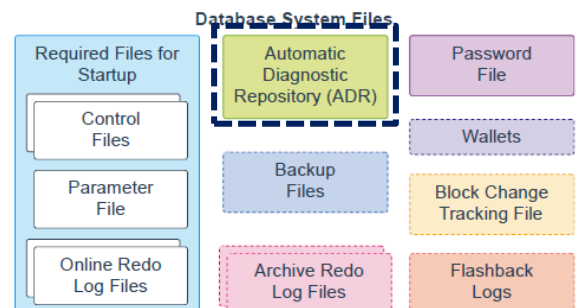 Database System Files
Required Files for
Startup
Control
Files
Parameter
File
Online Redo
Log Files
Automatic
Diagnostic
Repository (ADR)
Backup
Files
Archive Redo
Log Files
Password
File
Wallets
Block Change
Tracking File
Flashback
Logs